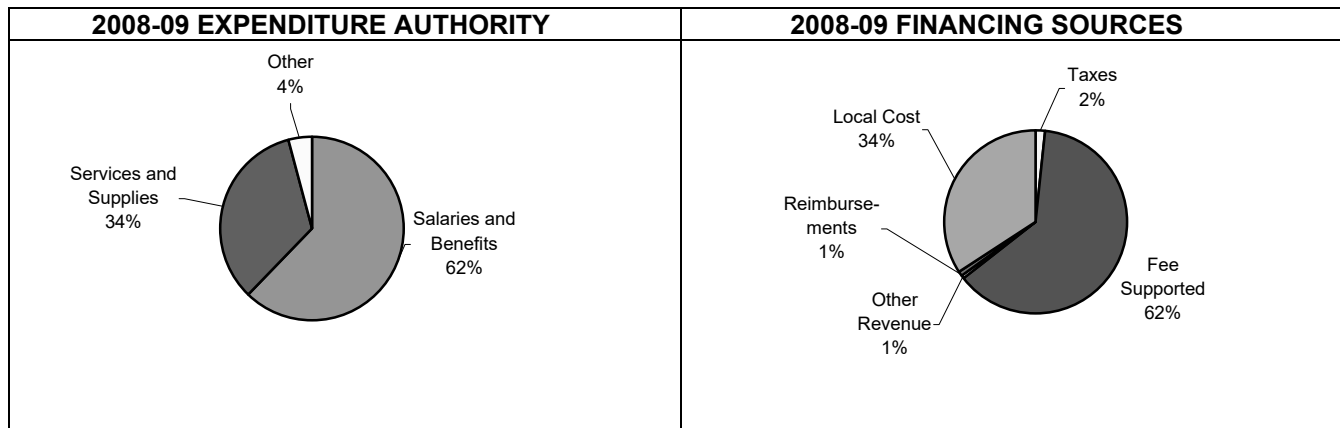 2008-09 EXPENDITURE AUTHORITY
Other
4%
Services and
Supplies
34%
Salaries and
Benefits
62%
2008-09 FINANCING SOURCES
Taxes
2%
Local Cost
34%
Reimburse-
ments
1%
Other
Revenue
1%
Fee
Supported
62%